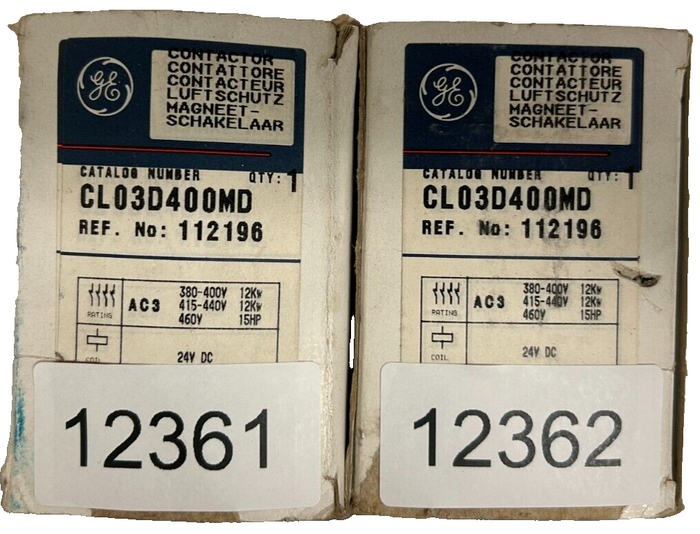 GE
CONTACTOR
CONTATTORE
CONTACTEUR
LUFTSCHUTZ
MAGNEET-
SCHAKELAAR
CATALOG NUMBER QTY: 1
CL03D400MD
REF. No: 112196
RATING AC3 380-400V 12Kw
415-440V 12Kw
460V 15HP
COIL 24V DC
12361
GE
CONTACTOR
CONTATTORE
CONTACTEUR
LUFTSCHUTZ
MAGNEET-
SCHAKELAAR
CATALOG NUMBER QTY: 1
CL03D400MD
REF. No: 112196
RATING AC3 380-400V 12Kw
415-440V 12Kw
460V 15HP
COIL 24V DC
12362